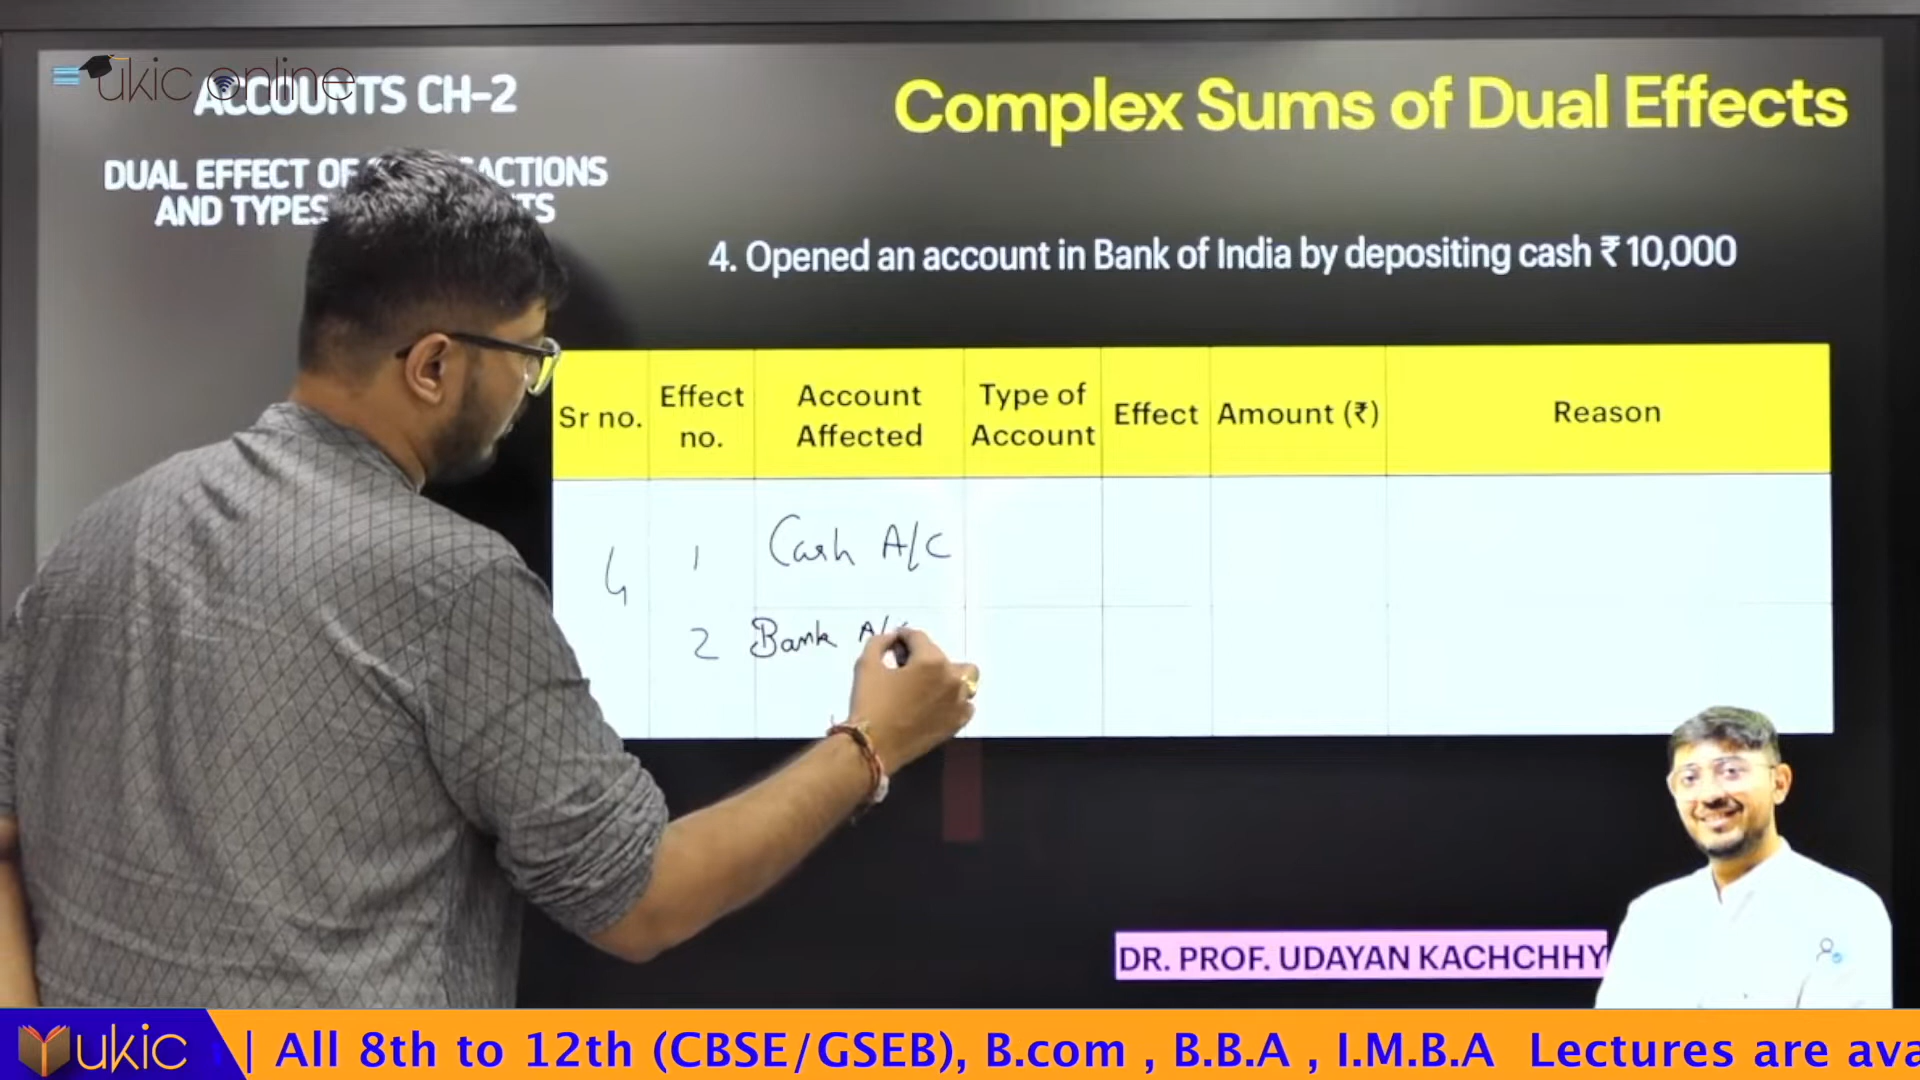 ukic online
ACCOUNTS CH-2
DUAL EFFECT OF
ACTIONS
AND TYPES
TS
Complex Sums of Dual Effects
4. Opened an account in Bank of India by depositing cash ₹ 10,000
Sr no.
Effect no.
Account Affected
Type of Account
Effect
Amount (₹)
Reason
4
1
Cash A/C
2
Bank A/C
DR. PROF. UDAYAN KACHCHHY
ukic
| All 8th to 12th (CBSE/GSEB), B.com , B.B.A , I.M.B.A Lectures are ava